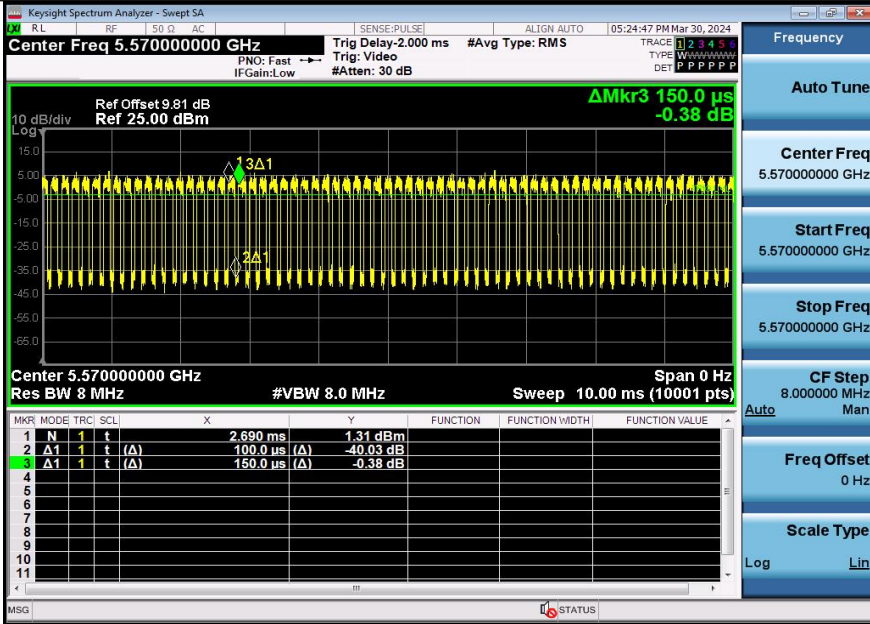 Keysight Spectrum Analyzer - Swept SA
LXI RL RF 50 Ω AC SENSE:PULSE ALIGN AUTO 05:24:47 PM Mar 30, 2024
Center Freq 5.570000000 GHz
PNO: Fast
IFGain:Low
Trig Delay-2.000 ms
Trig: Video
#Atten: 30 dB
#Avg Type: RMS
TRACE 1 2 3 4 5 6
TYPE WWWWWW
DET P P P P P P
ΔMkr3 150.0 µs
-0.38 dB
Ref Offset 9.81 dB
Ref 25.00 dBm
10 dB/div
Log
15.0
5.00
-5.00
-15.0
-25.0
-35.0
-45.0
-55.0
-65.0
1
3Δ1
2Δ1
Center 5.570000000 GHz Span 0 Hz
Res BW 8 MHz #VBW 8.0 MHz Sweep 10.00 ms (10001 pts)
MKR MODE TRC SCL X Y FUNCTION FUNCTION WIDTH FUNCTION VALUE
1 N 1 t 2.690 ms 1.31 dBm
2 Δ1 1 t (Δ) 100.0 µs (Δ) -40.03 dB
3 Δ1 1 t (Δ) 150.0 µs (Δ) -0.38 dB
4
5
6
7
8
9
10
11
MSG STATUS
Frequency
Auto Tune
Center Freq
5.570000000 GHz
Start Freq
5.570000000 GHz
Stop Freq
5.570000000 GHz
CF Step
8.000000 MHz
Auto Man
Freq Offset
0 Hz
Scale Type
Log Lin